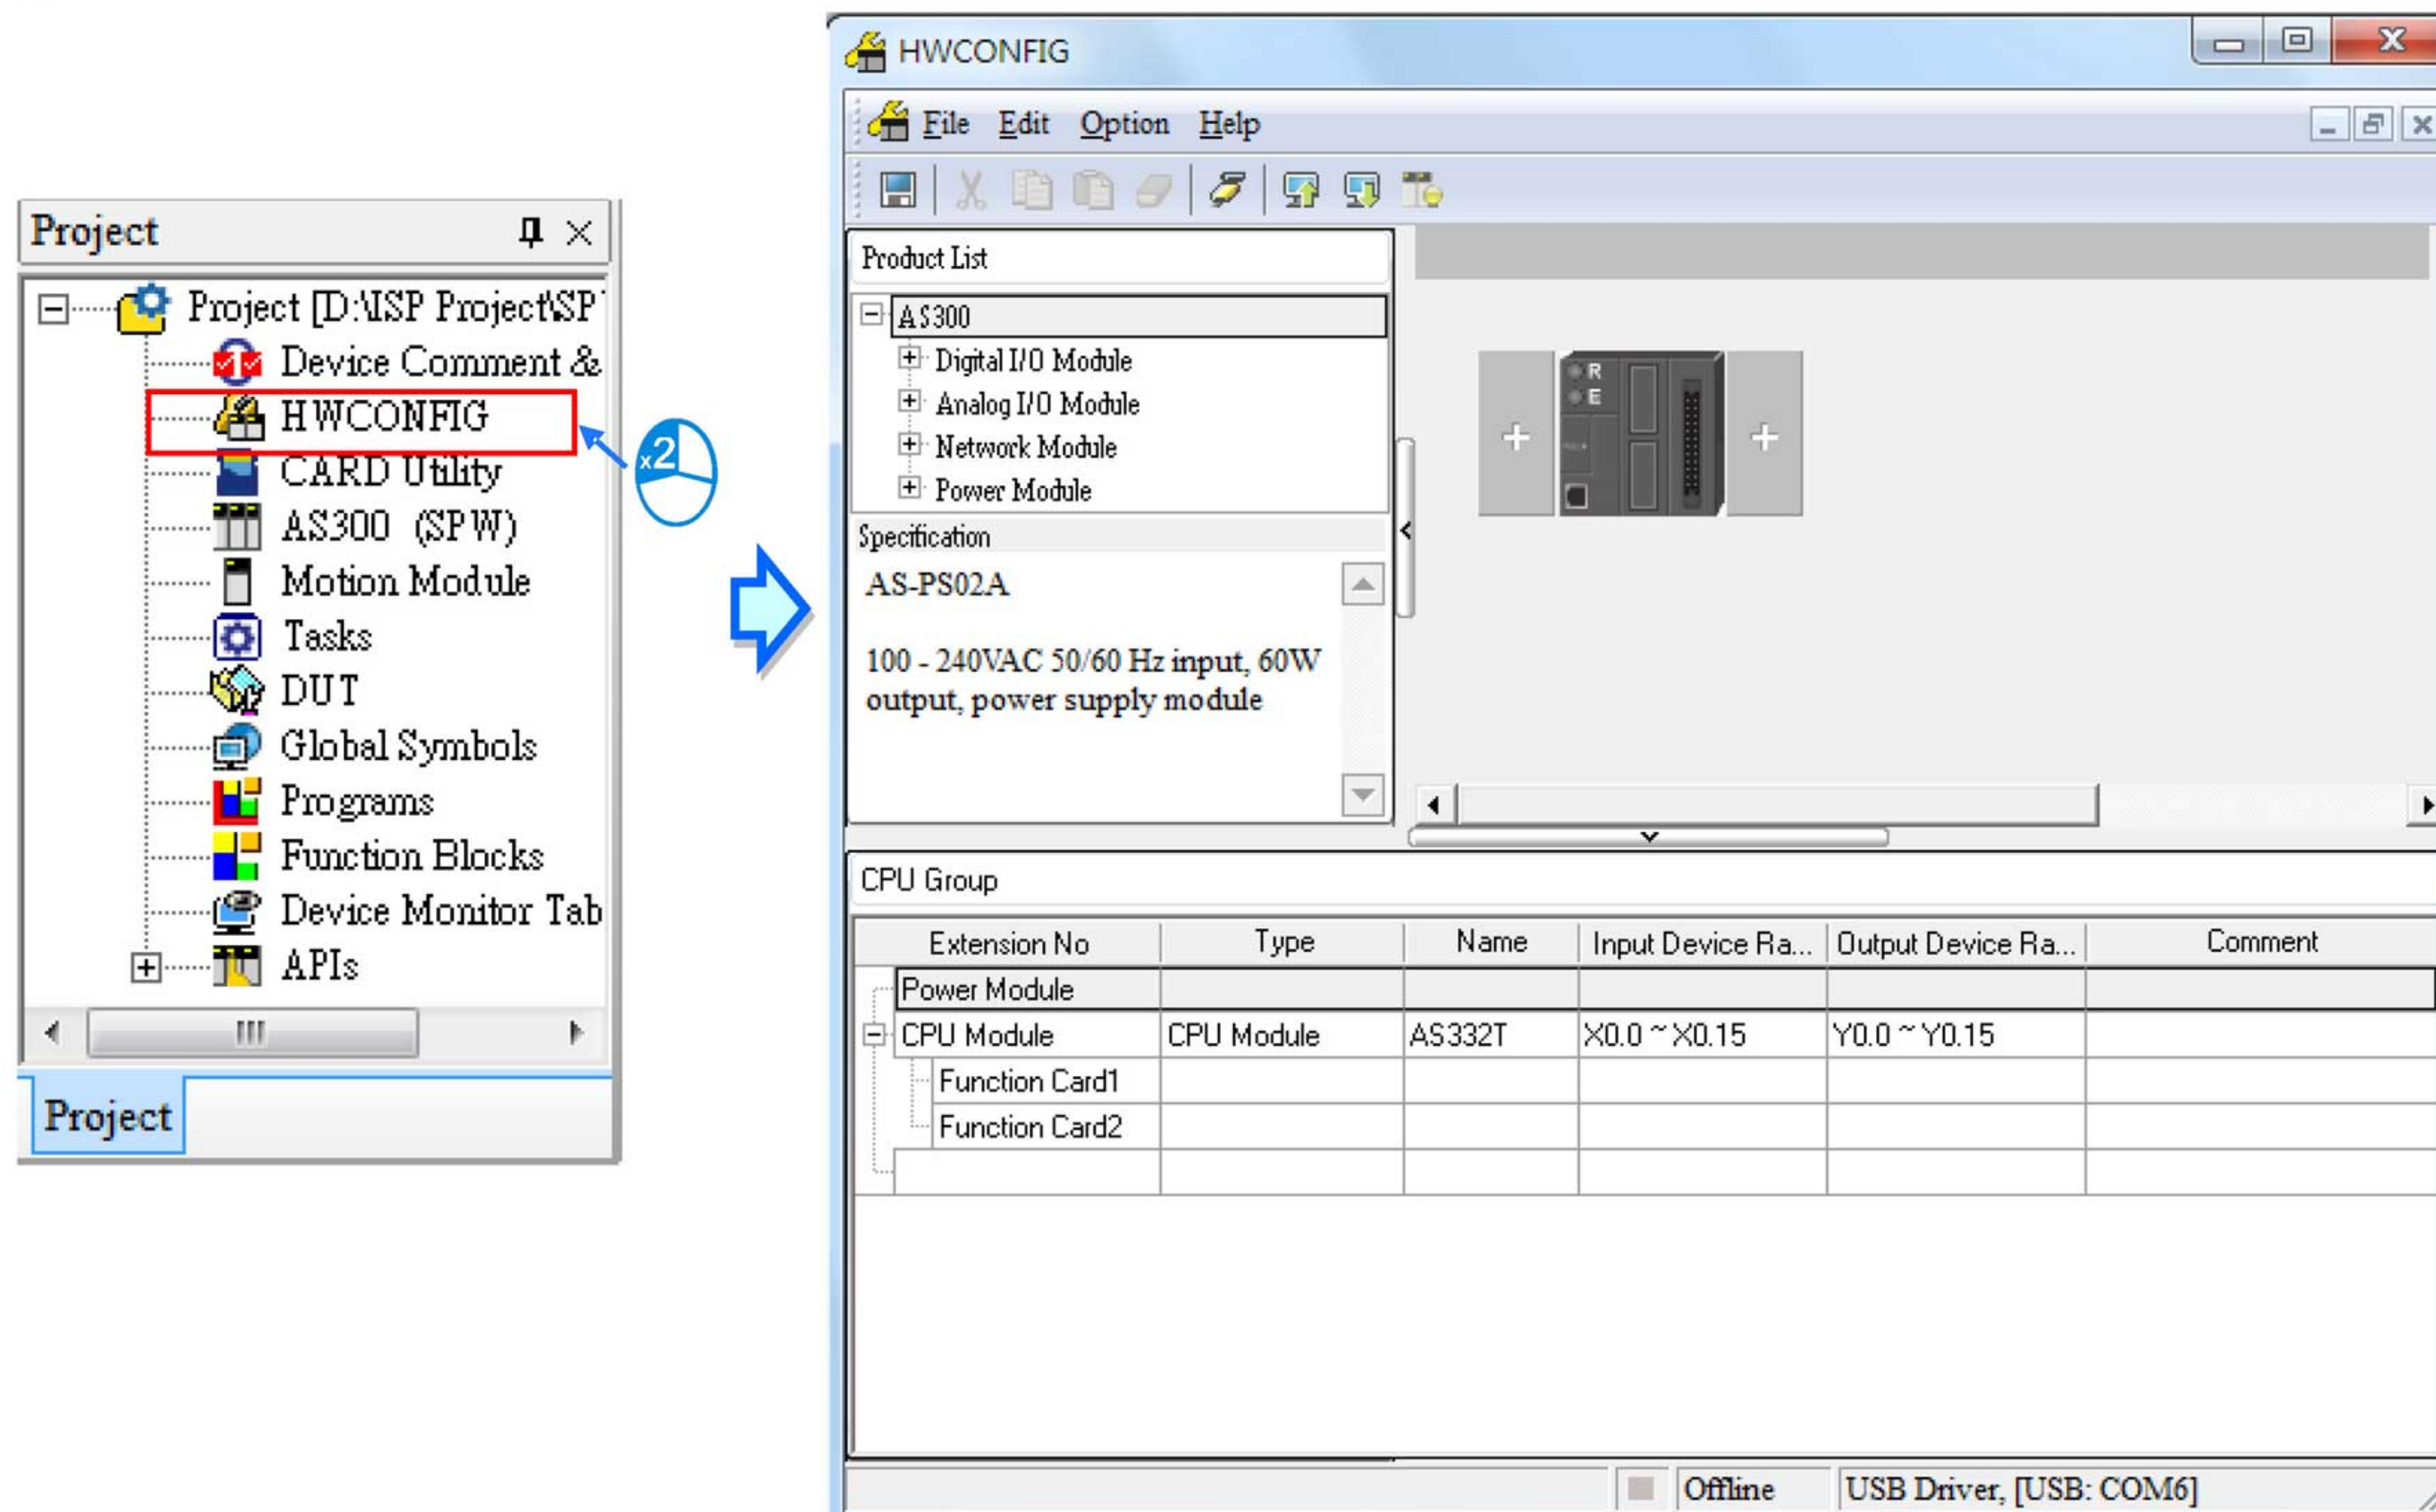 Project
Project [D:\ISP Project\SP
Device Comment &
HWCONFIG
CARD Utility
AS300 (SPW)
Motion Module
Tasks
DUT
Global Symbols
Programs
Function Blocks
Device Monitor Tab
APIs
Project
x2
HWCONFIG
File Edit Option Help
Product List
AS300
Digital I/O Module
Analog I/O Module
Network Module
Power Module
Specification
AS-PS02A
100 - 240VAC 50/60 Hz input, 60W
output, power supply module
R
E
CPU Group
Extension No Type Name Input Device Ra... Output Device Ra... Comment
Power Module
CPU Module CPU Module AS332T X0.0 ~ X0.15 Y0.0 ~ Y0.15
Function Card1
Function Card2
Offline USB Driver, [USB: COM6]